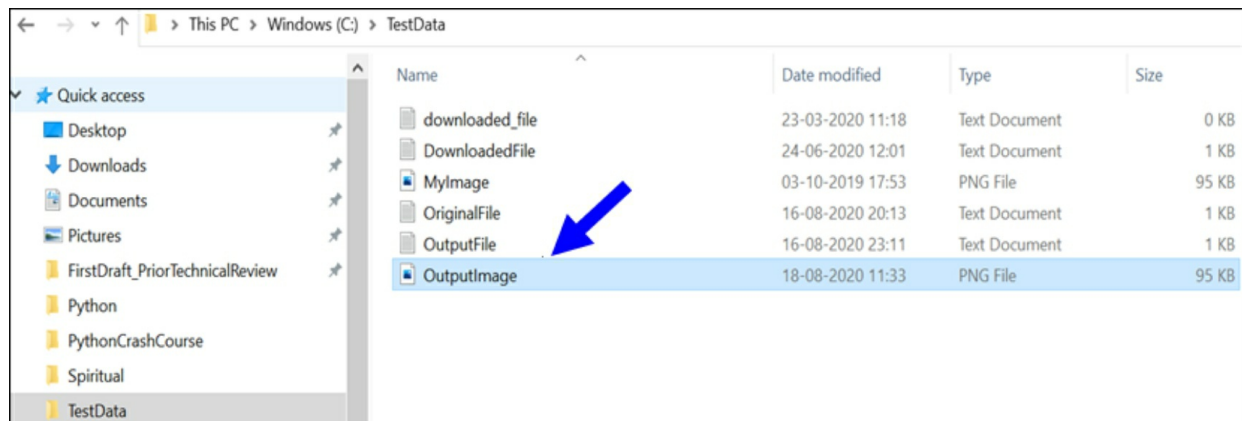 This PC > Windows (C:) > TestData
Quick access
Desktop
Downloads
Documents
Pictures
FirstDraft_PriorTechnicalReview
Python
PythonCrashCourse
Spiritual
TestData
Name Date modified Type Size
downloaded_file 23-03-2020 11:18 Text Document 0 KB
DownloadedFile 24-06-2020 12:01 Text Document 1 KB
MyImage 03-10-2019 17:53 PNG File 95 KB
OriginalFile 16-08-2020 20:13 Text Document 1 KB
OutputFile 16-08-2020 23:11 Text Document 1 KB
OutputImage 18-08-2020 11:33 PNG File 95 KB